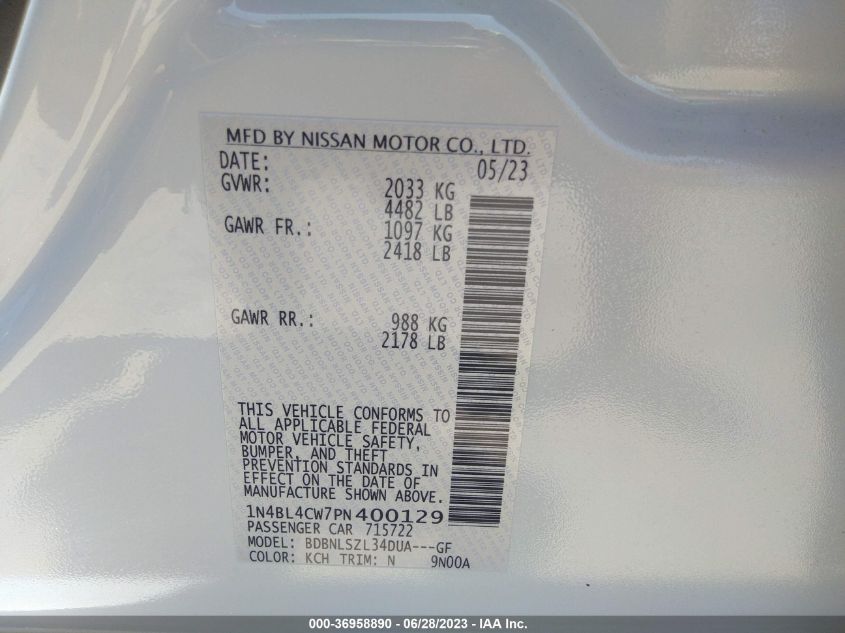 MFD BY NISSAN MOTOR CO., LTD.
DATE: 05/23
GVWR: 2033 KG
4482 LB
GAWR FR.: 1097 KG
2418 LB
GAWR RR.: 988 KG
2178 LB
THIS VEHICLE CONFORMS TO
ALL APPLICABLE FEDERAL
MOTOR VEHICLE SAFETY,
BUMPER, AND THEFT
PREVENTION STANDARDS IN
EFFECT ON THE DATE OF
MANUFACTURE SHOWN ABOVE.
1N4BL4CW7PN400129
PASSENGER CAR 715722
MODEL: BDBNLSZL34DUA---GF
COLOR: KCH TRIM: N 9N00A
000-36958890 - 06/28/2023 - IAA Inc.